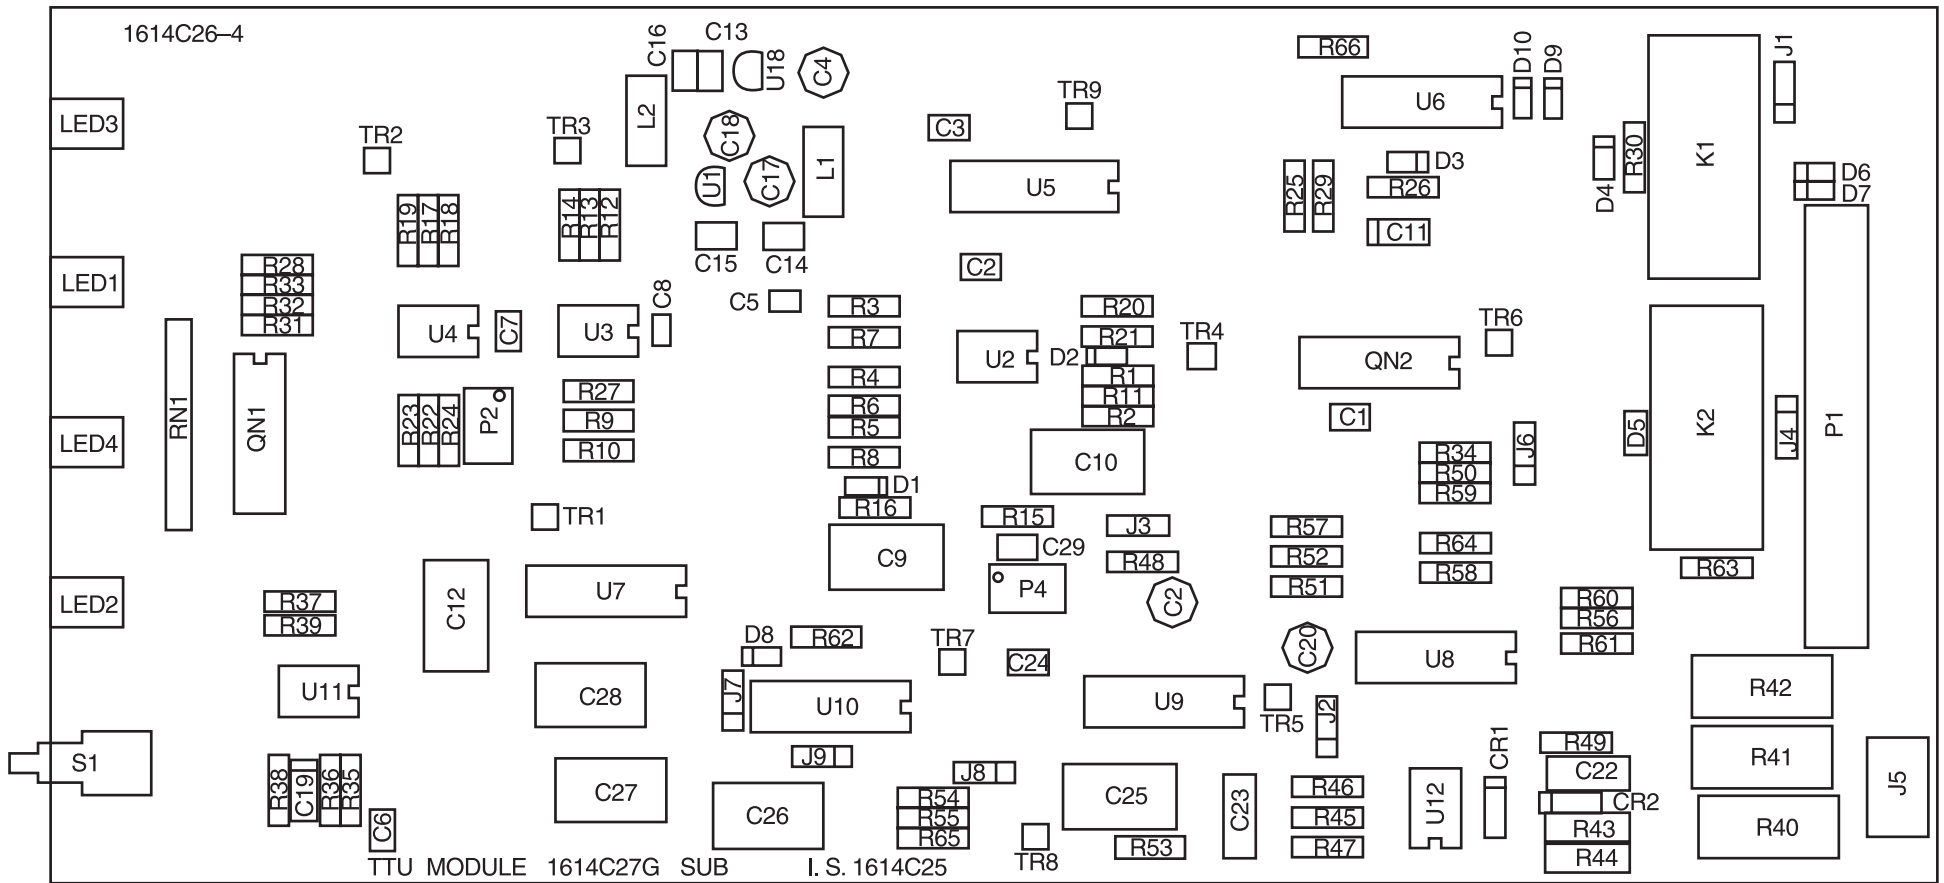 1614C26–4
C16
C13
U18
C4
L2
C18
U1
C17
L1
C15
C14
C5
C3
TR9
U5
C2
R66
U6
D10
D9
K1
J1
D3
R26
C11
R25
R29
D4
R30
D6
D7
LED3
TR2
TR3
R19
R17
R18
R14
R13
R12
LED1
R28
R33
R32
R31
RN1
QN1
U4
C7
U3
C8
R3
R7
R4
R6
R5
R8
D1
R16
C9
U2
R20
R21
D2
R1
R11
R2
TR4
C10
QN2
TR6
C1
R34
R50
R59
J6
D5
K2
J4
P1
LED4
R23
R22
R24
P2
R27
R9
R10
TR1
R15
C29
P4
J3
R48
C2
R57
R52
R51
R64
R58
R63
R60
R56
R61
LED2
R37
R39
C12
U7
U11
C28
D8
R62
J7
U10
TR7
C24
U9
C20
TR5
J2
U8
R42
S1
R38
C19
R36
R35
C6
C27
C26
J9
J8
R54
R55
R65
TR8
C25
R53
C23
R46
R45
R47
U12
CR1
R49
C22
CR2
R43
R44
R41
R40
J5
TTU MODULE 1614C27G SUB I. S. 1614C25